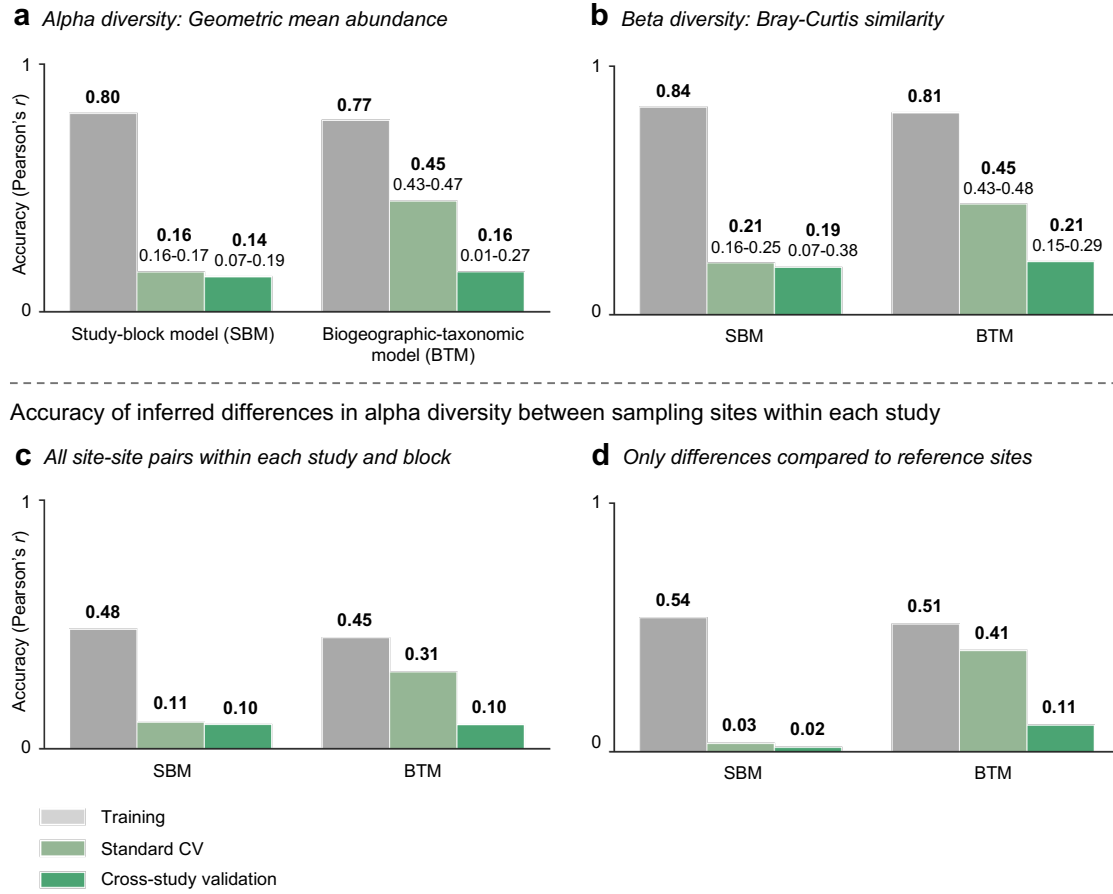 a Alpha diversity: Geometric mean abundance
Accuracy (Pearson's r)
1
0
0.80
0.16
0.16-0.17
0.14
0.07-0.19
0.77
0.45
0.43-0.47
0.16
0.01-0.27
Study-block model (SBM)
Biogeographic-taxonomic
model (BTM)
b Beta diversity: Bray-Curtis similarity
1
0
0.84
0.21
0.16-0.25
0.19
0.07-0.38
0.81
0.45
0.43-0.48
0.21
0.15-0.29
SBM
BTM
Accuracy of inferred differences in alpha diversity between sampling sites within each study
c All site-site pairs within each study and block
Accuracy (Pearson's r)
1
0
0.48
0.11
0.10
0.45
0.31
0.10
SBM
BTM
d Only differences compared to reference sites
1
0
0.54
0.03
0.02
0.51
0.41
0.11
SBM
BTM
Training
Standard CV
Cross-study validation